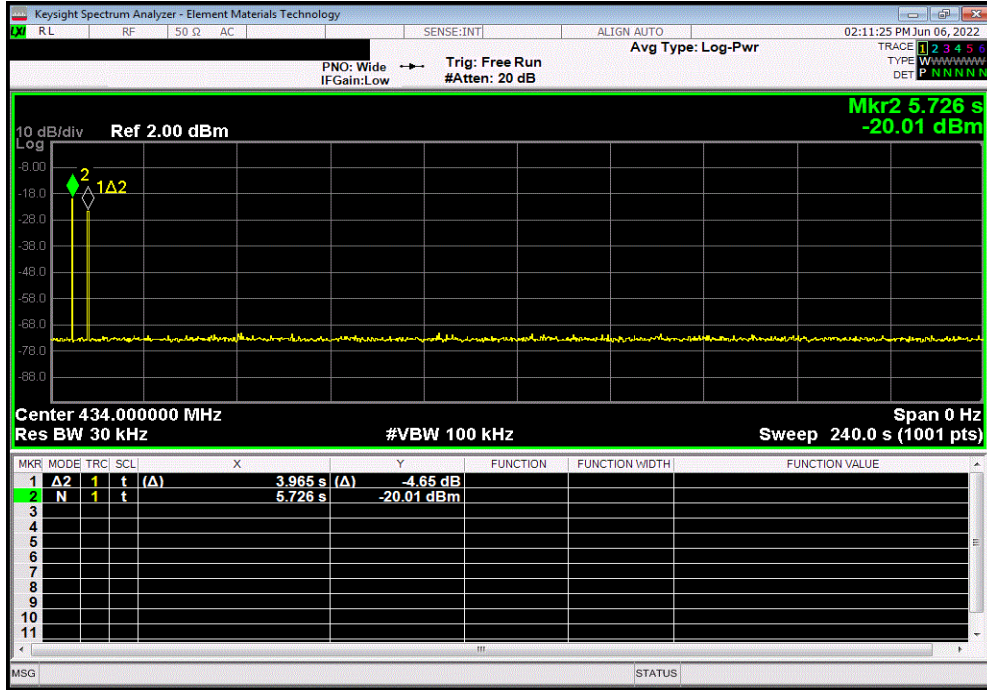 Keysight Spectrum Analyzer - Element Materials Technology
LXI RL RF 50 Ω AC SENSE:INT ALIGN AUTO 02:11:25 PM Jun 06, 2022
Avg Type: Log-Pwr TRACE 1 2 3 4 5 6
PNO: Wide Trig: Free Run TYPE WWWWWW
IFGain:Low #Atten: 20 dB DET P N N N N N
Mkr2 5.726 s
10 dB/div Ref 2.00 dBm -20.01 dBm
Log
-8.00
2
1Δ2
-18.0
-28.0
-38.0
-48.0
-58.0
-68.0
-78.0
-88.0
Center 434.000000 MHz Span 0 Hz
Res BW 30 kHz #VBW 100 kHz Sweep 240.0 s (1001 pts)
MKR MODE TRC SCL X Y FUNCTION FUNCTION WIDTH FUNCTION VALUE
1 Δ2 1 t (Δ) 3.965 s (Δ) -4.65 dB
2 N 1 t 5.726 s -20.01 dBm
3
4
5
6
7
8
9
10
11
MSG STATUS